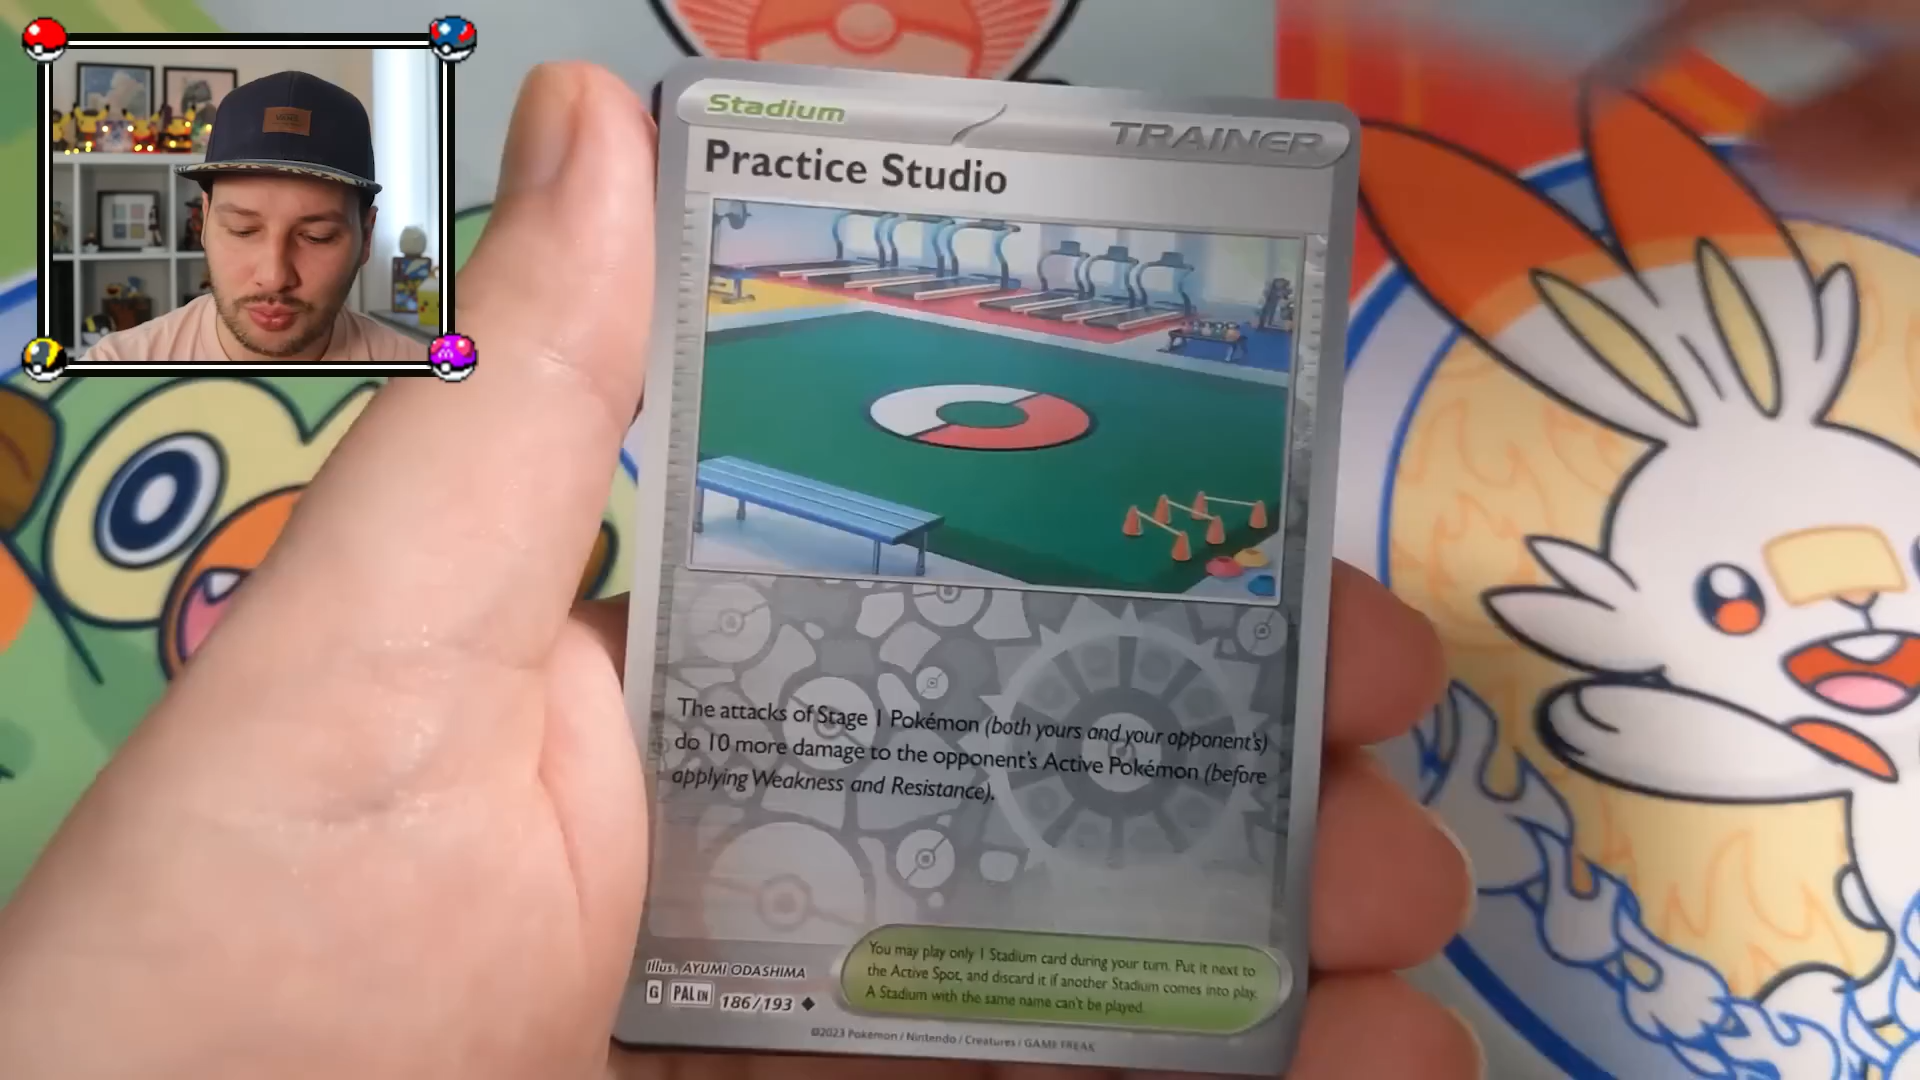 VANS
Stadium
TRAINER
Practice Studio
The attacks of Stage 1 Pokémon (both yours and your opponent's)
do 10 more damage to the opponent's Active Pokémon (before
applying Weakness and Resistance).
Illus. AYUMI ODASHIMA
G PAL EN 186/193
You may play only 1 Stadium card during your turn. Put it next to
the Active Spot, and discard it if another Stadium comes into play.
A Stadium with the same name can't be played.
©2023 Pokémon / Nintendo / Creatures / GAME FREAK